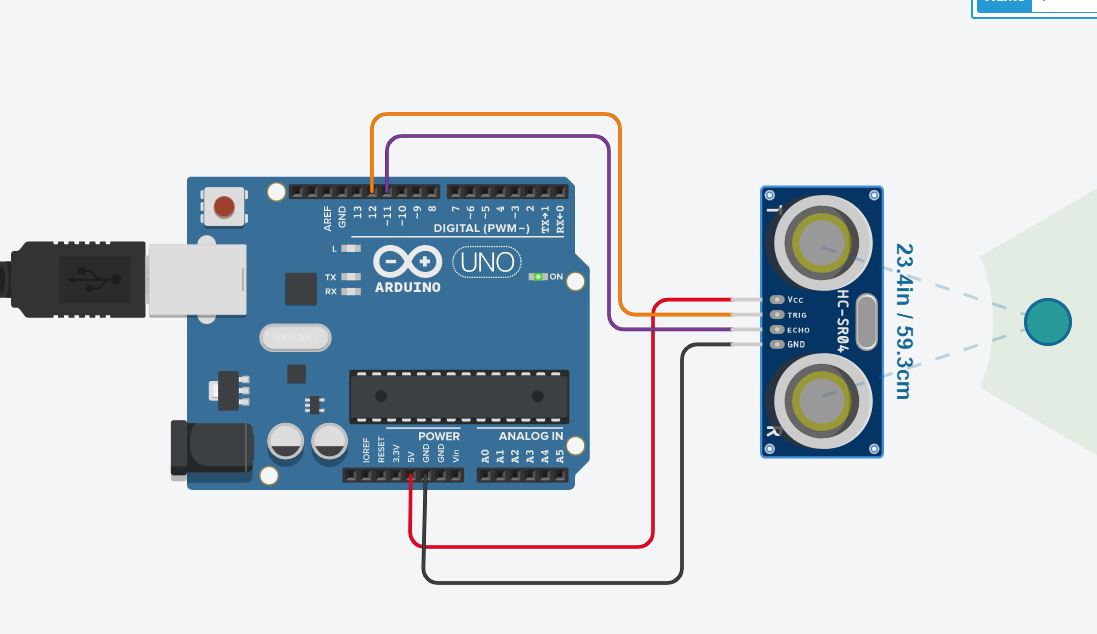 AREF
GND
13
12
~11
~10
~9
8
7
~6
~5
4
~3
2
TX→1
RX←0
DIGITAL (PWM~)
L
TX
RX
UNO
ON
ARDUINO
IOREF
RESET
3.3V
5V
GND
GND
Vin
POWER
ANALOG IN
A0
A1
A2
A3
A4
A5
T
Vcc
TRIG
ECHO
GND
HC-SR04
R
23.4in / 59.3cm